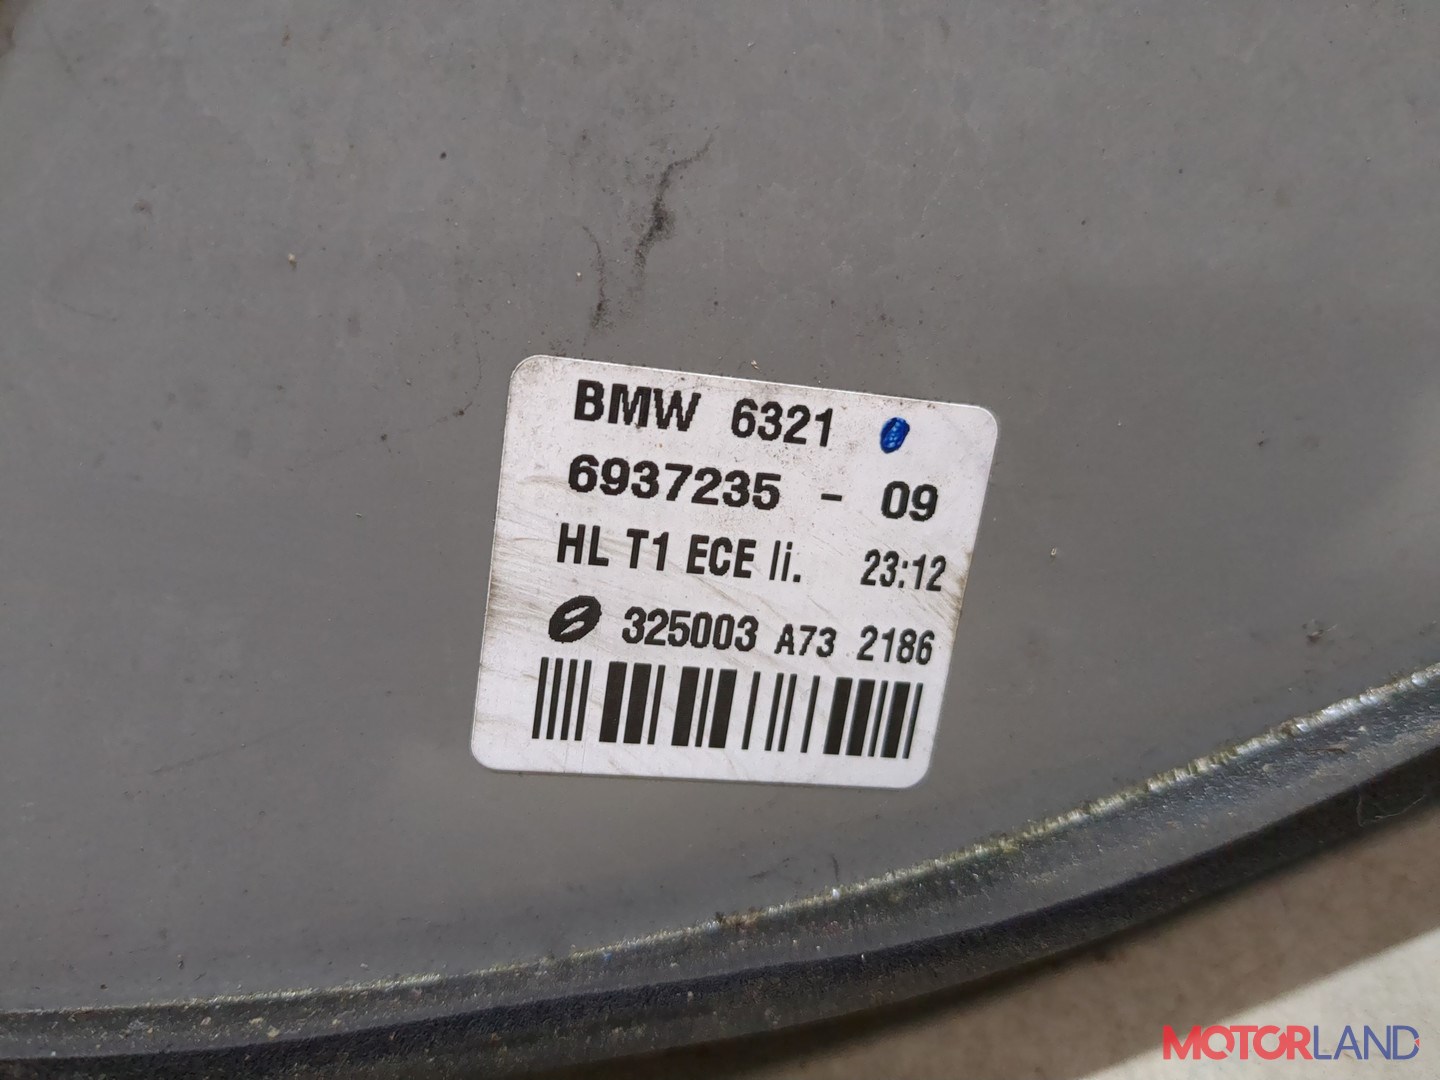 BMW 6321
6937235 - 09
HL T1 ECE li. 23:12
325003 A73 2186
MOTORLAND